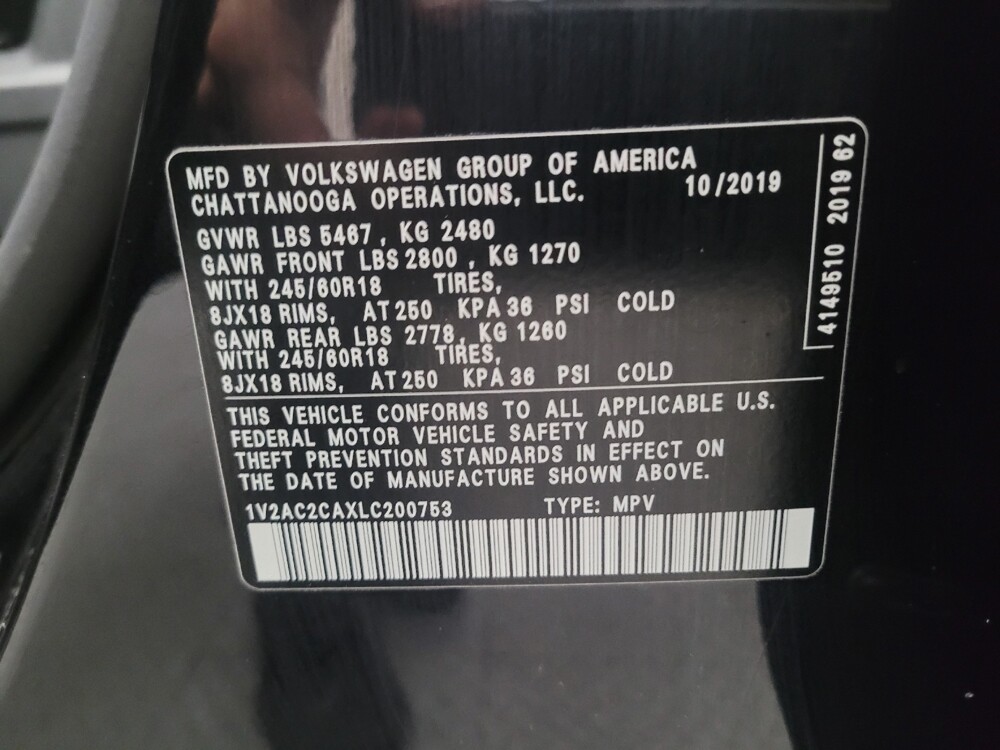 MFD BY VOLKSWAGEN GROUP OF AMERICA
CHATTANOOGA OPERATIONS, LLC. 10/2019
GVWR LBS 5467, KG 2480
GAWR FRONT LBS 2800, KG 1270
WITH 245/60R18 TIRES,
8JX18 RIMS, AT 250 KPA 36 PSI COLD
GAWR REAR LBS 2778, KG 1260
WITH 245/60R18 TIRES,
8JX18 RIMS, AT 250 KPA 36 PSI COLD
THIS VEHICLE CONFORMS TO ALL APPLICABLE U.S.
FEDERAL MOTOR VEHICLE SAFETY AND
THEFT PREVENTION STANDARDS IN EFFECT ON
THE DATE OF MANUFACTURE SHOWN ABOVE.
1V2AC2CAXLC200753 TYPE: MPV
4149510 2019 62